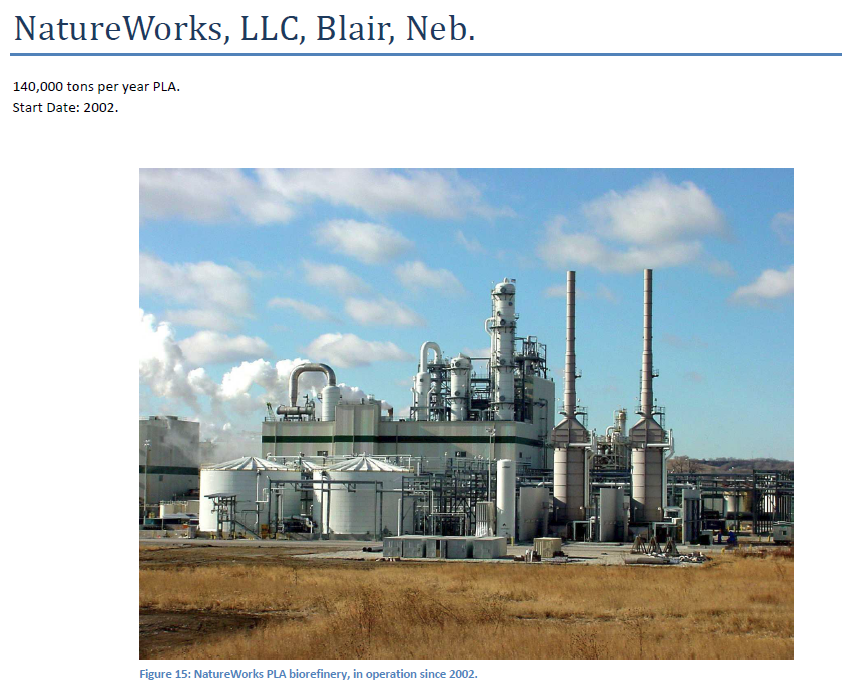 NatureWorks, LLC, Blair, Neb.
140,000 tons per year PLA.
Start Date: 2002.
Figure 15: NatureWorks PLA biorefinery, in operation since 2002.